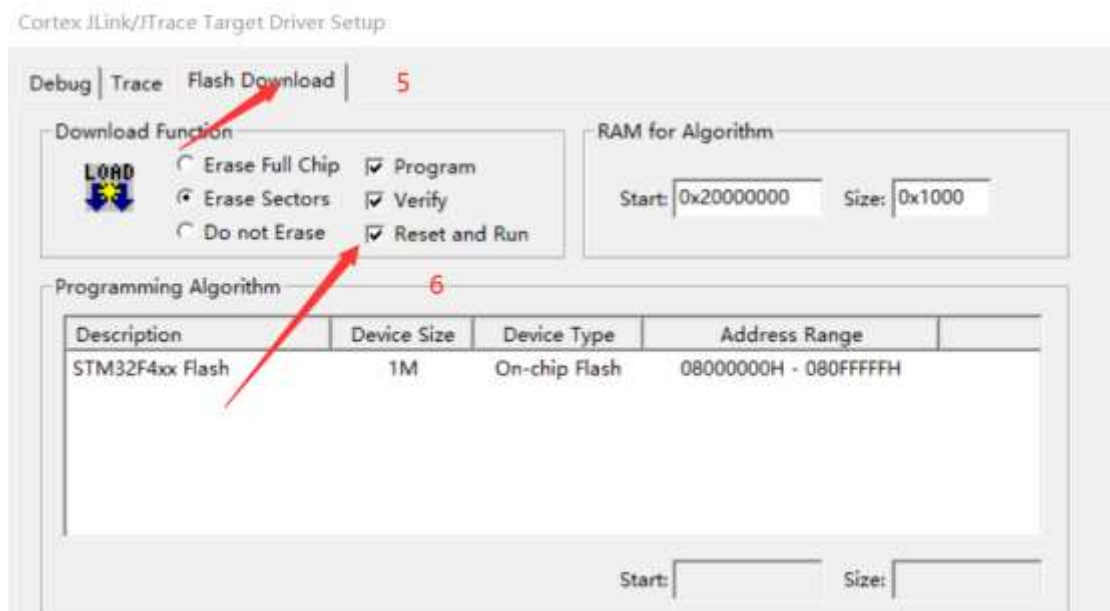 Cortex JLink/JTrace Target Driver Setup
Debug Trace Flash Download 5
Download Function
LOAD
Erase Full Chip Program
Erase Sectors Verify
Do not Erase Reset and Run
RAM for Algorithm
Start: 0x20000000 Size: 0x1000
6
Programming Algorithm
Description Device Size Device Type Address Range
STM32F4xx Flash 1M On-chip Flash 08000000H - 080FFFFFH
Start: Size: